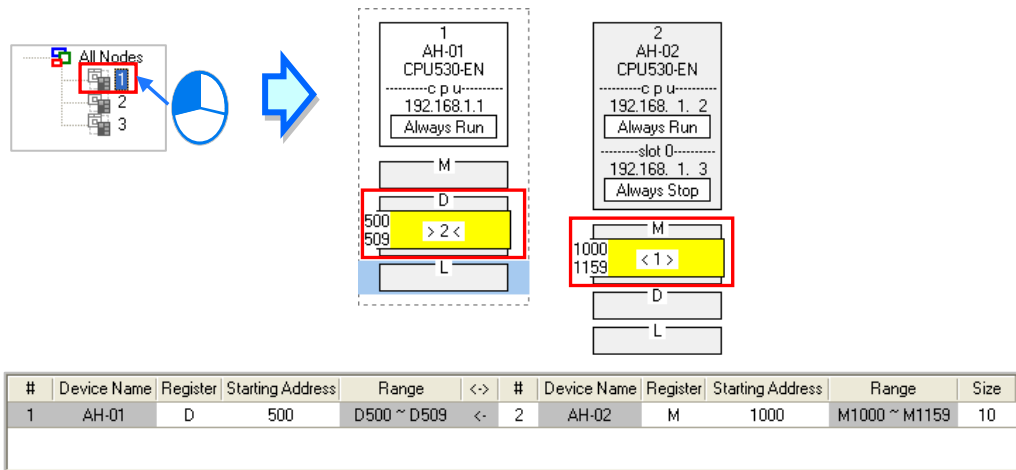 All Nodes
1
2
3
1
AH-01
CPU530-EN
--------c p u--------
192.168.1.1
Always Run
M
D
500
509
> 2 <
L
2
AH-02
CPU530-EN
--------c p u--------
192.168. 1. 2
Always Run
--------slot 0--------
192.168. 1. 3
Always Stop
M
1000
1159
< 1 >
D
L
# Device Name Register Starting Address Range <-> # Device Name Register Starting Address Range Size
1 AH-01 D 500 D500 ~ D509 <- 2 AH-02 M 1000 M1000 ~ M1159 10